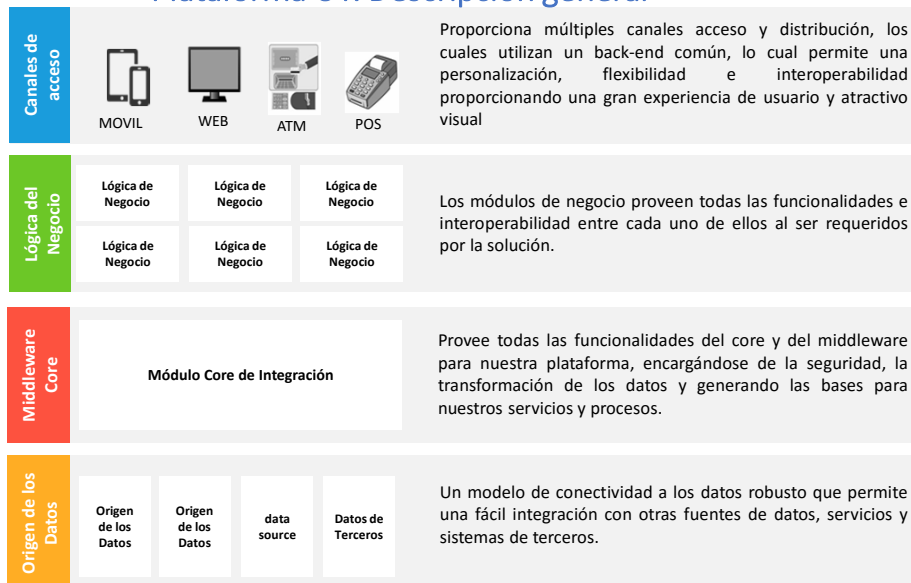 Descripción general
Canales de
acceso
MOVIL
WEB
ATM
POS
Proporciona múltiples canales acceso y distribución, los
cuales utilizan un back-end común, lo cual permite una
personalización, flexibilidad e interoperabilidad
proporcionando una gran experiencia de usuario y atractivo
visual
Lógica del
Negocio
Lógica de
Negocio
Lógica de
Negocio
Lógica de
Negocio
Lógica de
Negocio
Lógica de
Negocio
Lógica de
Negocio
Los módulos de negocio proveen todas las funcionalidades e
interoperabilidad entre cada uno de ellos al ser requeridos
por la solución.
Middleware
Core
Módulo Core de Integración
Provee todas las funcionalidades del core y del middleware
para nuestra plataforma, encargándose de la seguridad, la
transformación de los datos y generando las bases para
nuestros servicios y procesos.
Origen de los
Datos
Origen
de los
Datos
Origen
de los
Datos
data
source
Datos de
Terceros
Un modelo de conectividad a los datos robusto que permite
una fácil integración con otras fuentes de datos, servicios y
sistemas de terceros.